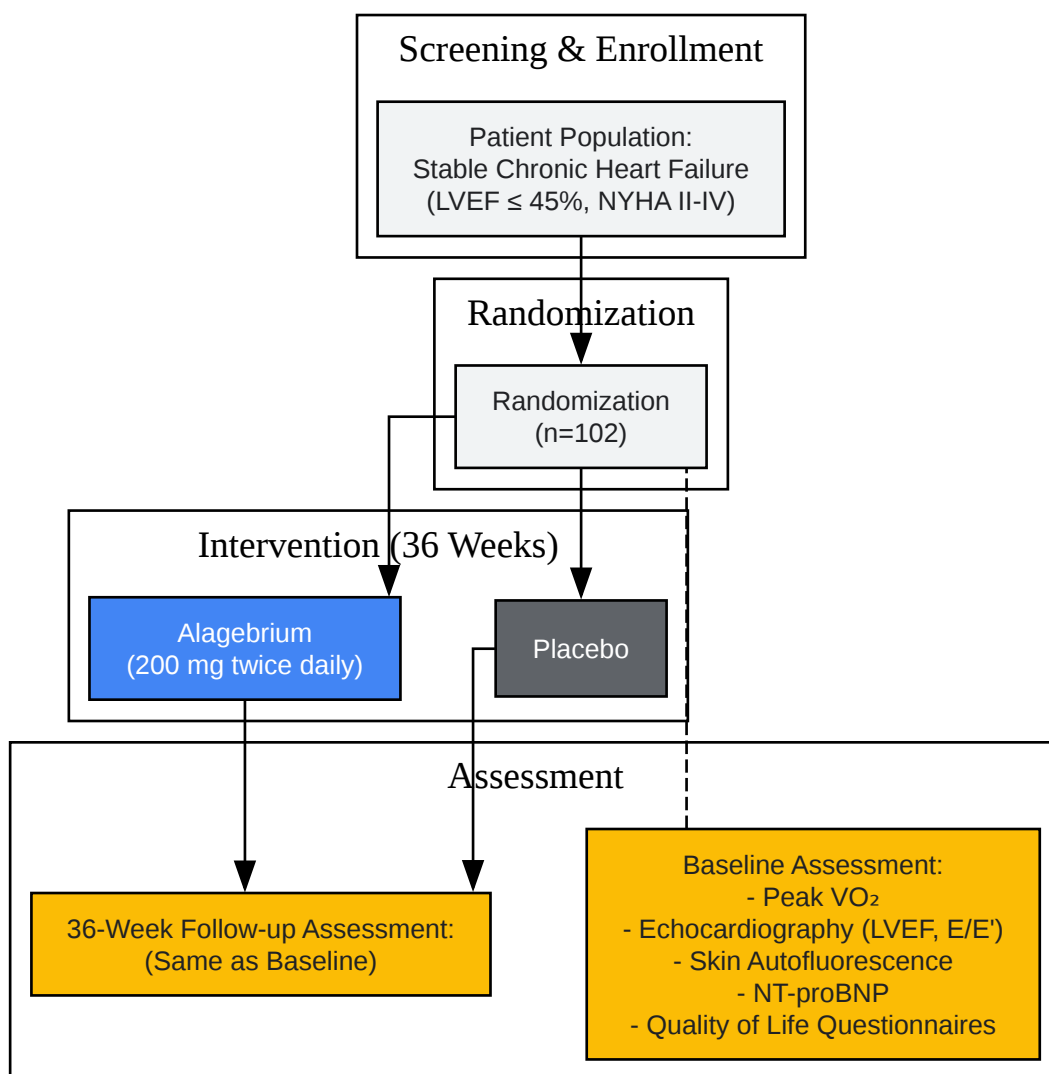 Screening & Enrollment
Patient Population:
Stable Chronic Heart Failure
(LVEF ≤ 45%, NYHA II-IV)
Randomization
Randomization
(n=102)
Intervention (36 Weeks)
Alagebrium
(200 mg twice daily)
Placebo
Assessment
36-Week Follow-up Assessment:
(Same as Baseline)
Baseline Assessment:
- Peak VO₂
- Echocardiography (LVEF, E/E')
- Skin Autofluorescence
- NT-proBNP
- Quality of Life Questionnaires